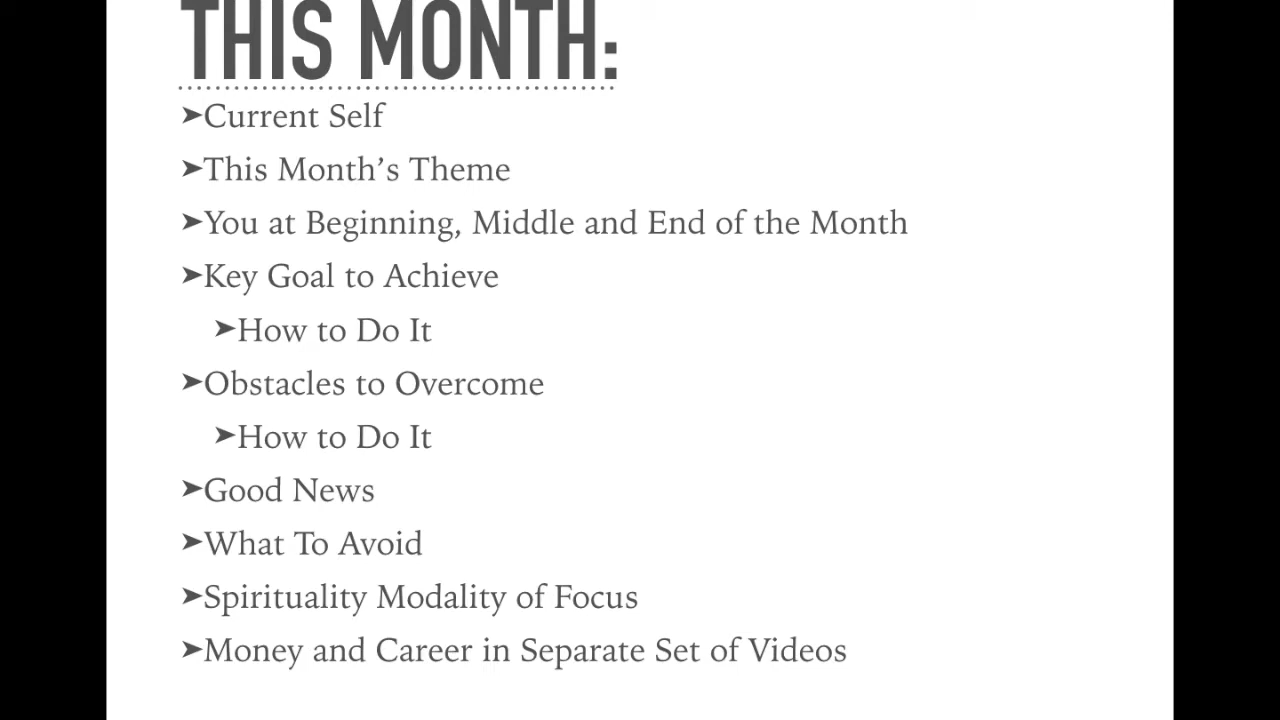 THIS MONTH:
➤Current Self
➤This Month’s Theme
➤You at Beginning, Middle and End of the Month
➤Key Goal to Achieve
➤How to Do It
➤Obstacles to Overcome
➤How to Do It
➤Good News
➤What To Avoid
➤Spirituality Modality of Focus
➤Money and Career in Separate Set of Videos